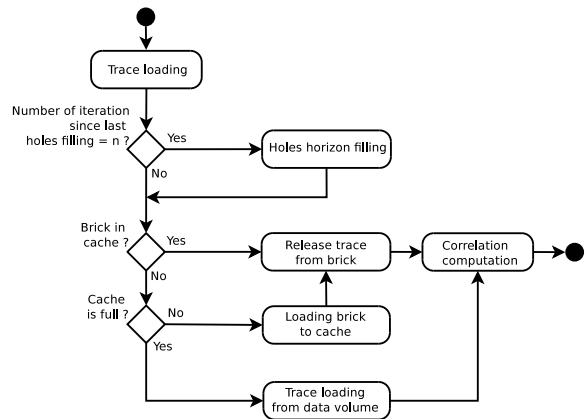 Trace loading
Number of iteration
since last
holes filling = n ?
Yes
No
Holes horizon filling
Brick in
cache ?
Yes
No
Release trace
from brick
Correlation
computation
Cache
is full ?
No
Yes
Loading brick
to cache
Trace loading
from data volume